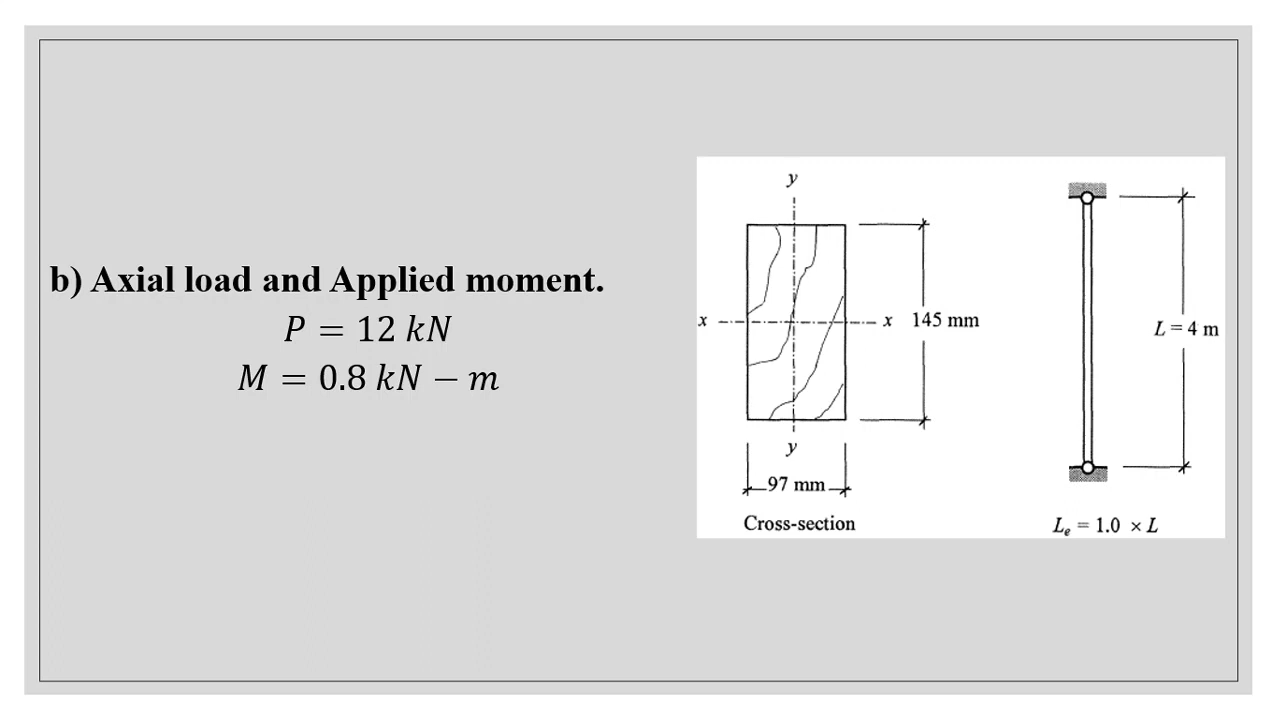 b) Axial load and Applied moment.
P = 12 kN
M = 0.8 kN − m
y
x
x
145 mm
y
97 mm
Cross-section
L = 4 m
Lₑ = 1.0 × L